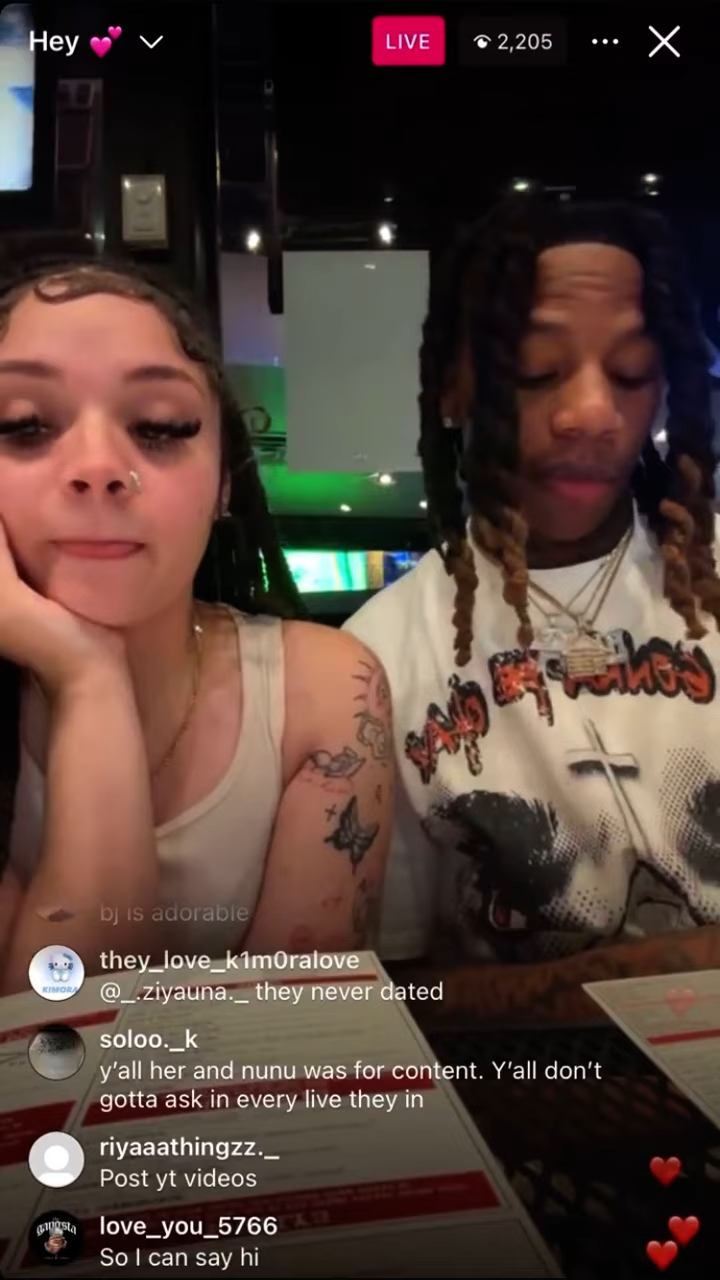 Hey 💕
LIVE
2,205
bj is adorable
they_love_k1m0ralove
@_.ziyauna._ they never dated
KIMORA
soloo._k
y’all her and nunu was for content. Y’all don’t
gotta ask in every live they in
riyaaathingzz._
Post yt videos
love_you_5766
gangsta
So I can say hi